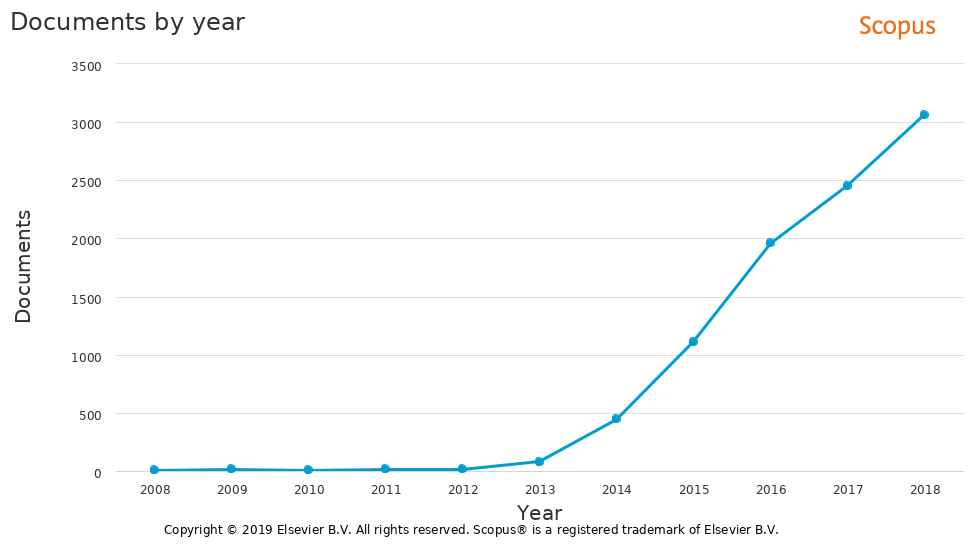 Documents by year
Scopus
3500
3000
2500
2000
1500
1000
500
0
Documents
2008 2009 2010 2011 2012 2013 2014 2015 2016 2017 2018
Year
Copyright © 2019 Elsevier B.V. All rights reserved. Scopus® is a registered trademark of Elsevier B.V.